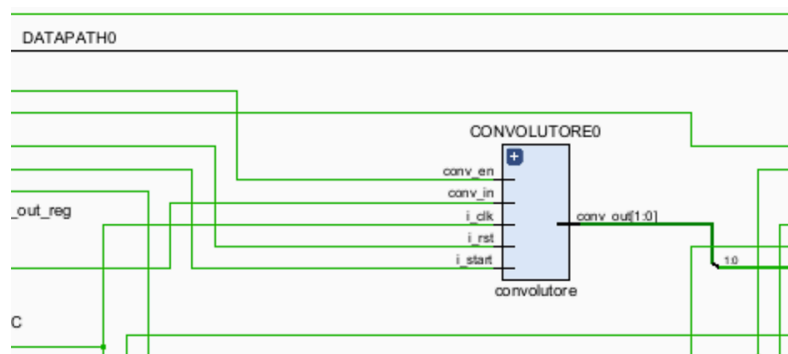 DATAPATH0
CONVOLUTORE0
conv_en
conv_in
_out_reg
i_clk
conv_out[1:0]
i_rst
i_start
1:0
convolutore
C